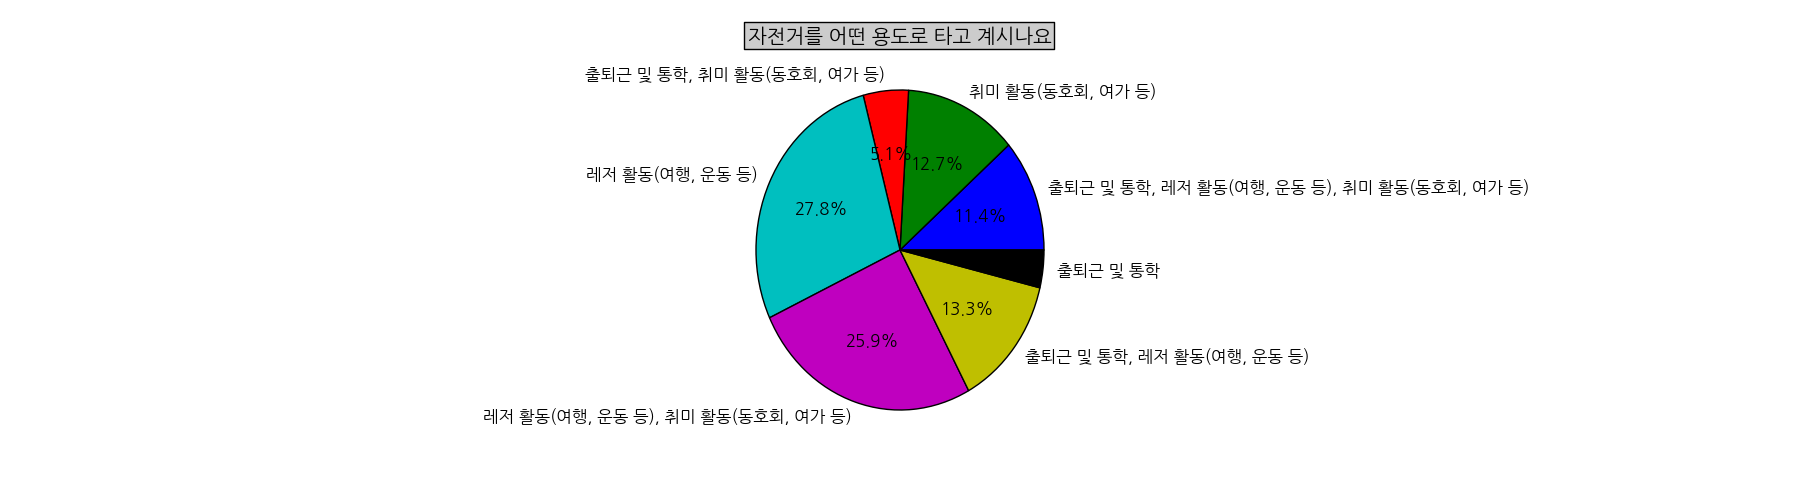 자전거를 어떤 용도로 타고 계시나요
출퇴근 및 통학, 취미 활동(동호회, 여가 등)
취미 활동(동호회, 여가 등)
5.1%
12.7%
레저 활동(여행, 운동 등)
출퇴근 및 통학, 레저 활동(여행, 운동 등), 취미 활동(동호회, 여가 등)
27.8%
11.4%
출퇴근 및 통학
13.3%
25.9%
출퇴근 및 통학, 레저 활동(여행, 운동 등)
레저 활동(여행, 운동 등), 취미 활동(동호회, 여가 등)